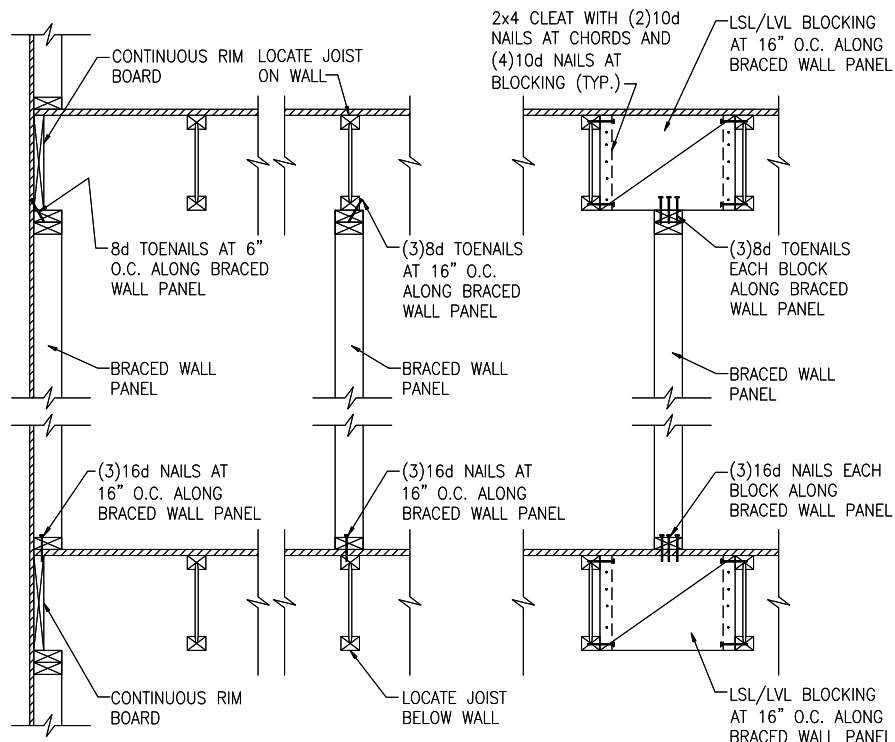 CONTINUOUS RIM
BOARD
LOCATE JOIST
ON WALL
2x4 CLEAT WITH (2)10d
NAILS AT CHORDS AND
(4)10d NAILS AT
BLOCKING (TYP.)
LSL/LVL BLOCKING
AT 16" O.C. ALONG
BRACED WALL PANEL
8d TOENAILS AT 6"
O.C. ALONG BRACED
WALL PANEL
(3)8d TOENAILS
AT 16" O.C.
ALONG BRACED
WALL PANEL
(3)8d TOENAILS
EACH BLOCK
ALONG BRACED
WALL PANEL
BRACED WALL
PANEL
BRACED WALL
PANEL
BRACED WALL
PANEL
(3)16d NAILS AT
16" O.C. ALONG
BRACED WALL PANEL
(3)16d NAILS AT
16" O.C. ALONG
BRACED WALL PANEL
(3)16d NAILS EACH
BLOCK ALONG
BRACED WALL PANEL
CONTINUOUS RIM
BOARD
LOCATE JOIST
BELOW WALL
LSL/LVL BLOCKING
AT 16" O.C. ALONG
BRACED WALL PANEL